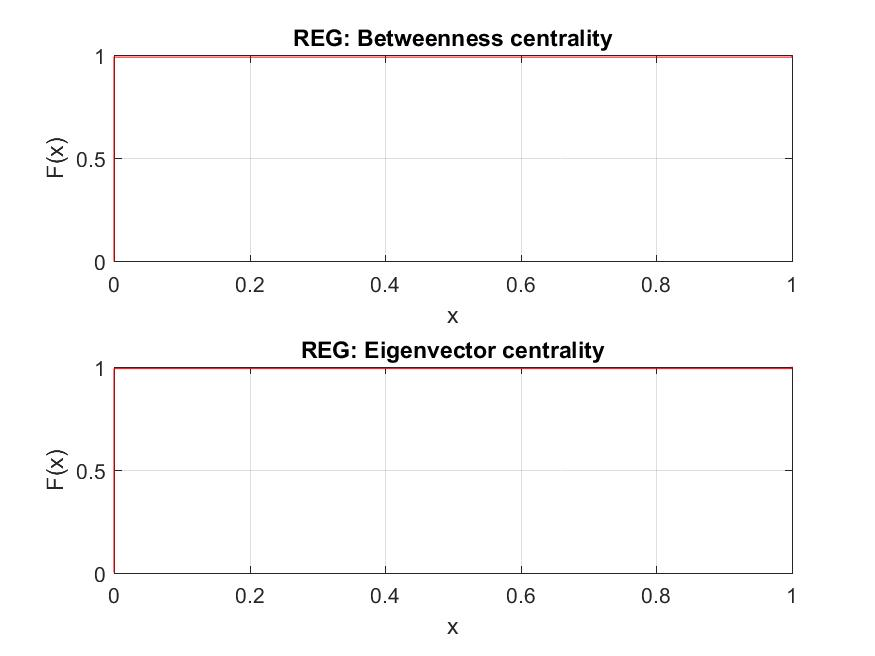 REG: Betweenness centrality
1
0.5
0
F(x)
0 0.2 0.4 0.6 0.8 1
x
REG: Eigenvector centrality
1
0.5
0
F(x)
0 0.2 0.4 0.6 0.8 1
x